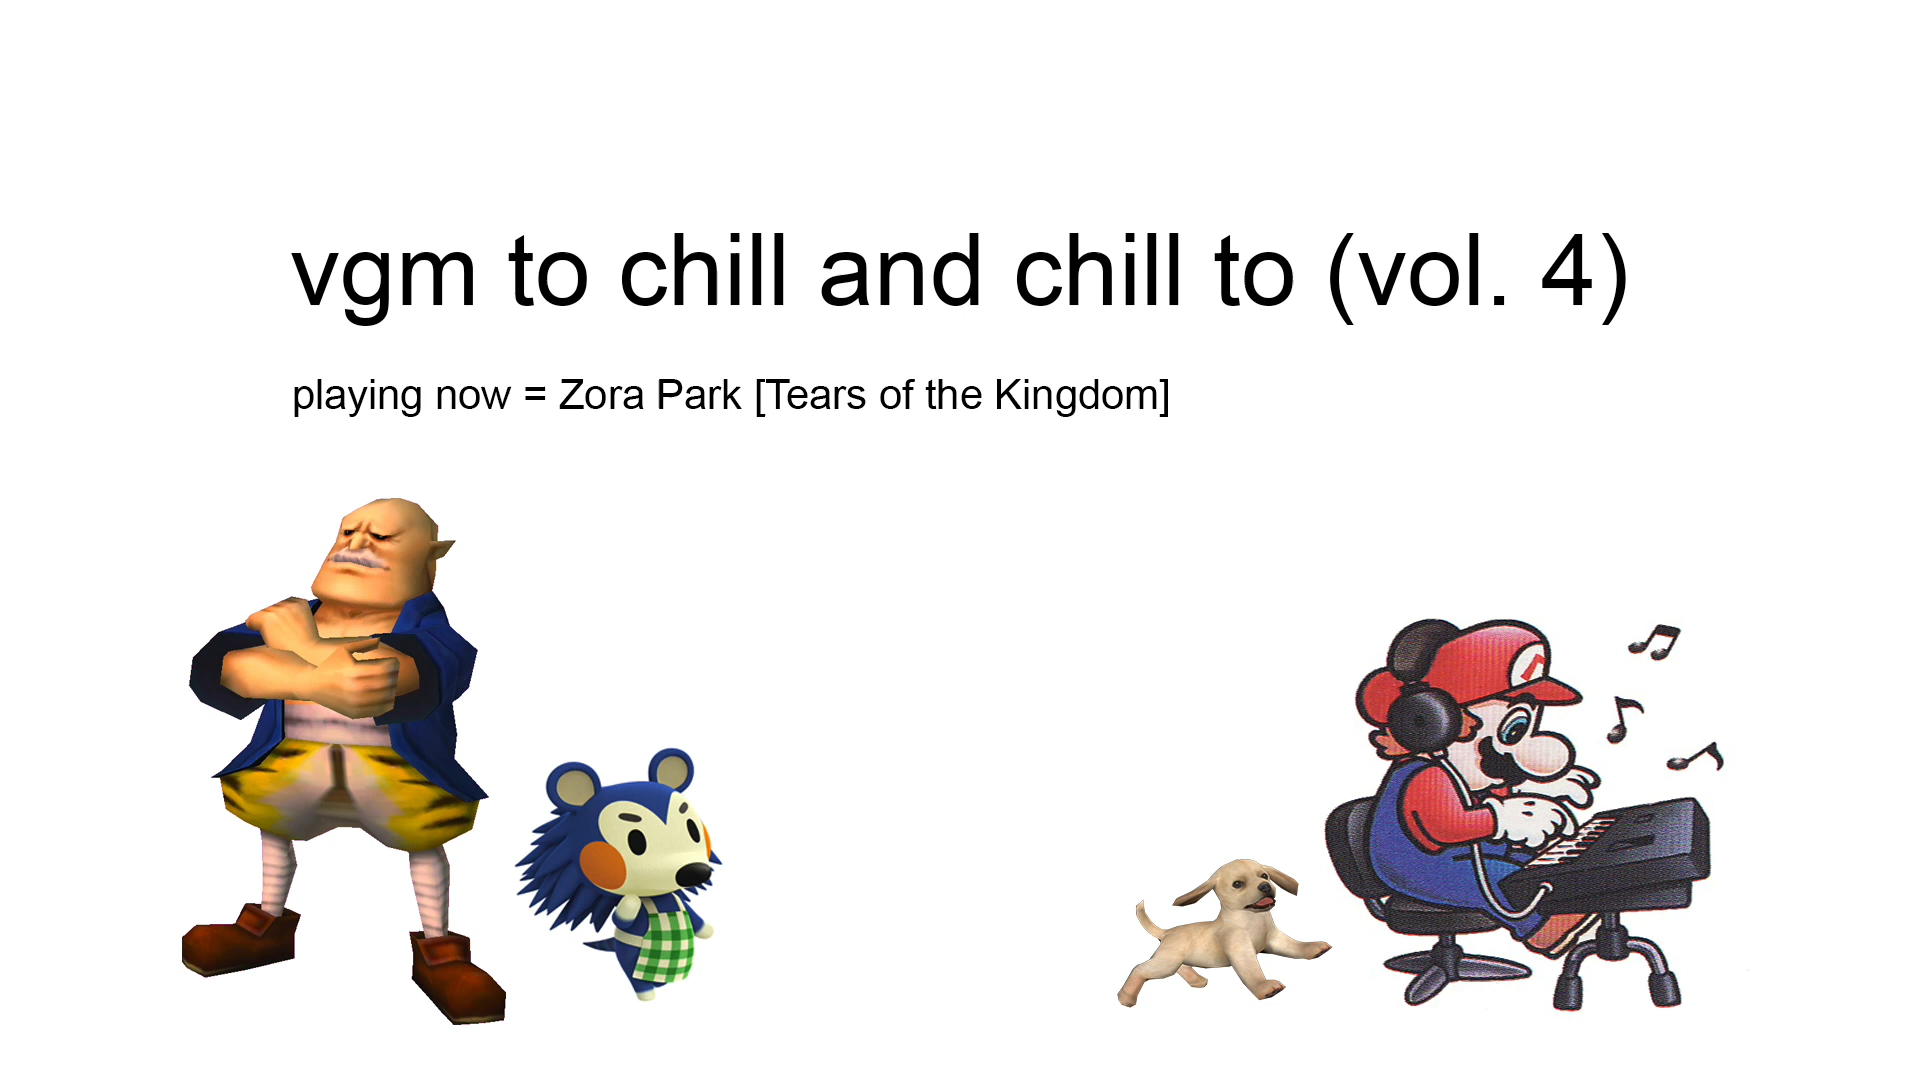 vgm to chill and chill to (vol. 4)
playing now = Zora Park [Tears of the Kingdom]